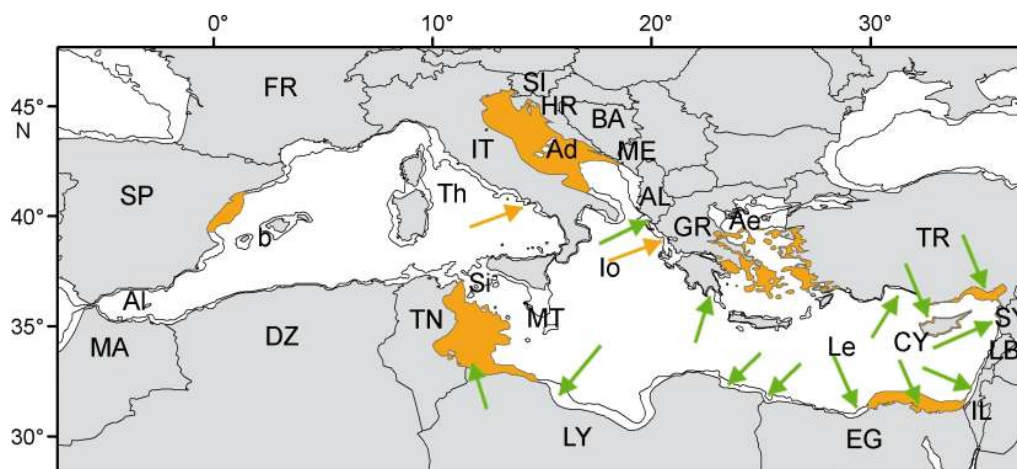 0° 10° 20° 30°
45°
N
FR
SI
HR
BA
IT
Ad
ME
SP
Th
AL
40°
GR
Ae
TR
b
Io
Al
Si
35°
TN
MT
CY
SY
MA
DZ
Le
LB
LY
EG
IL
30°